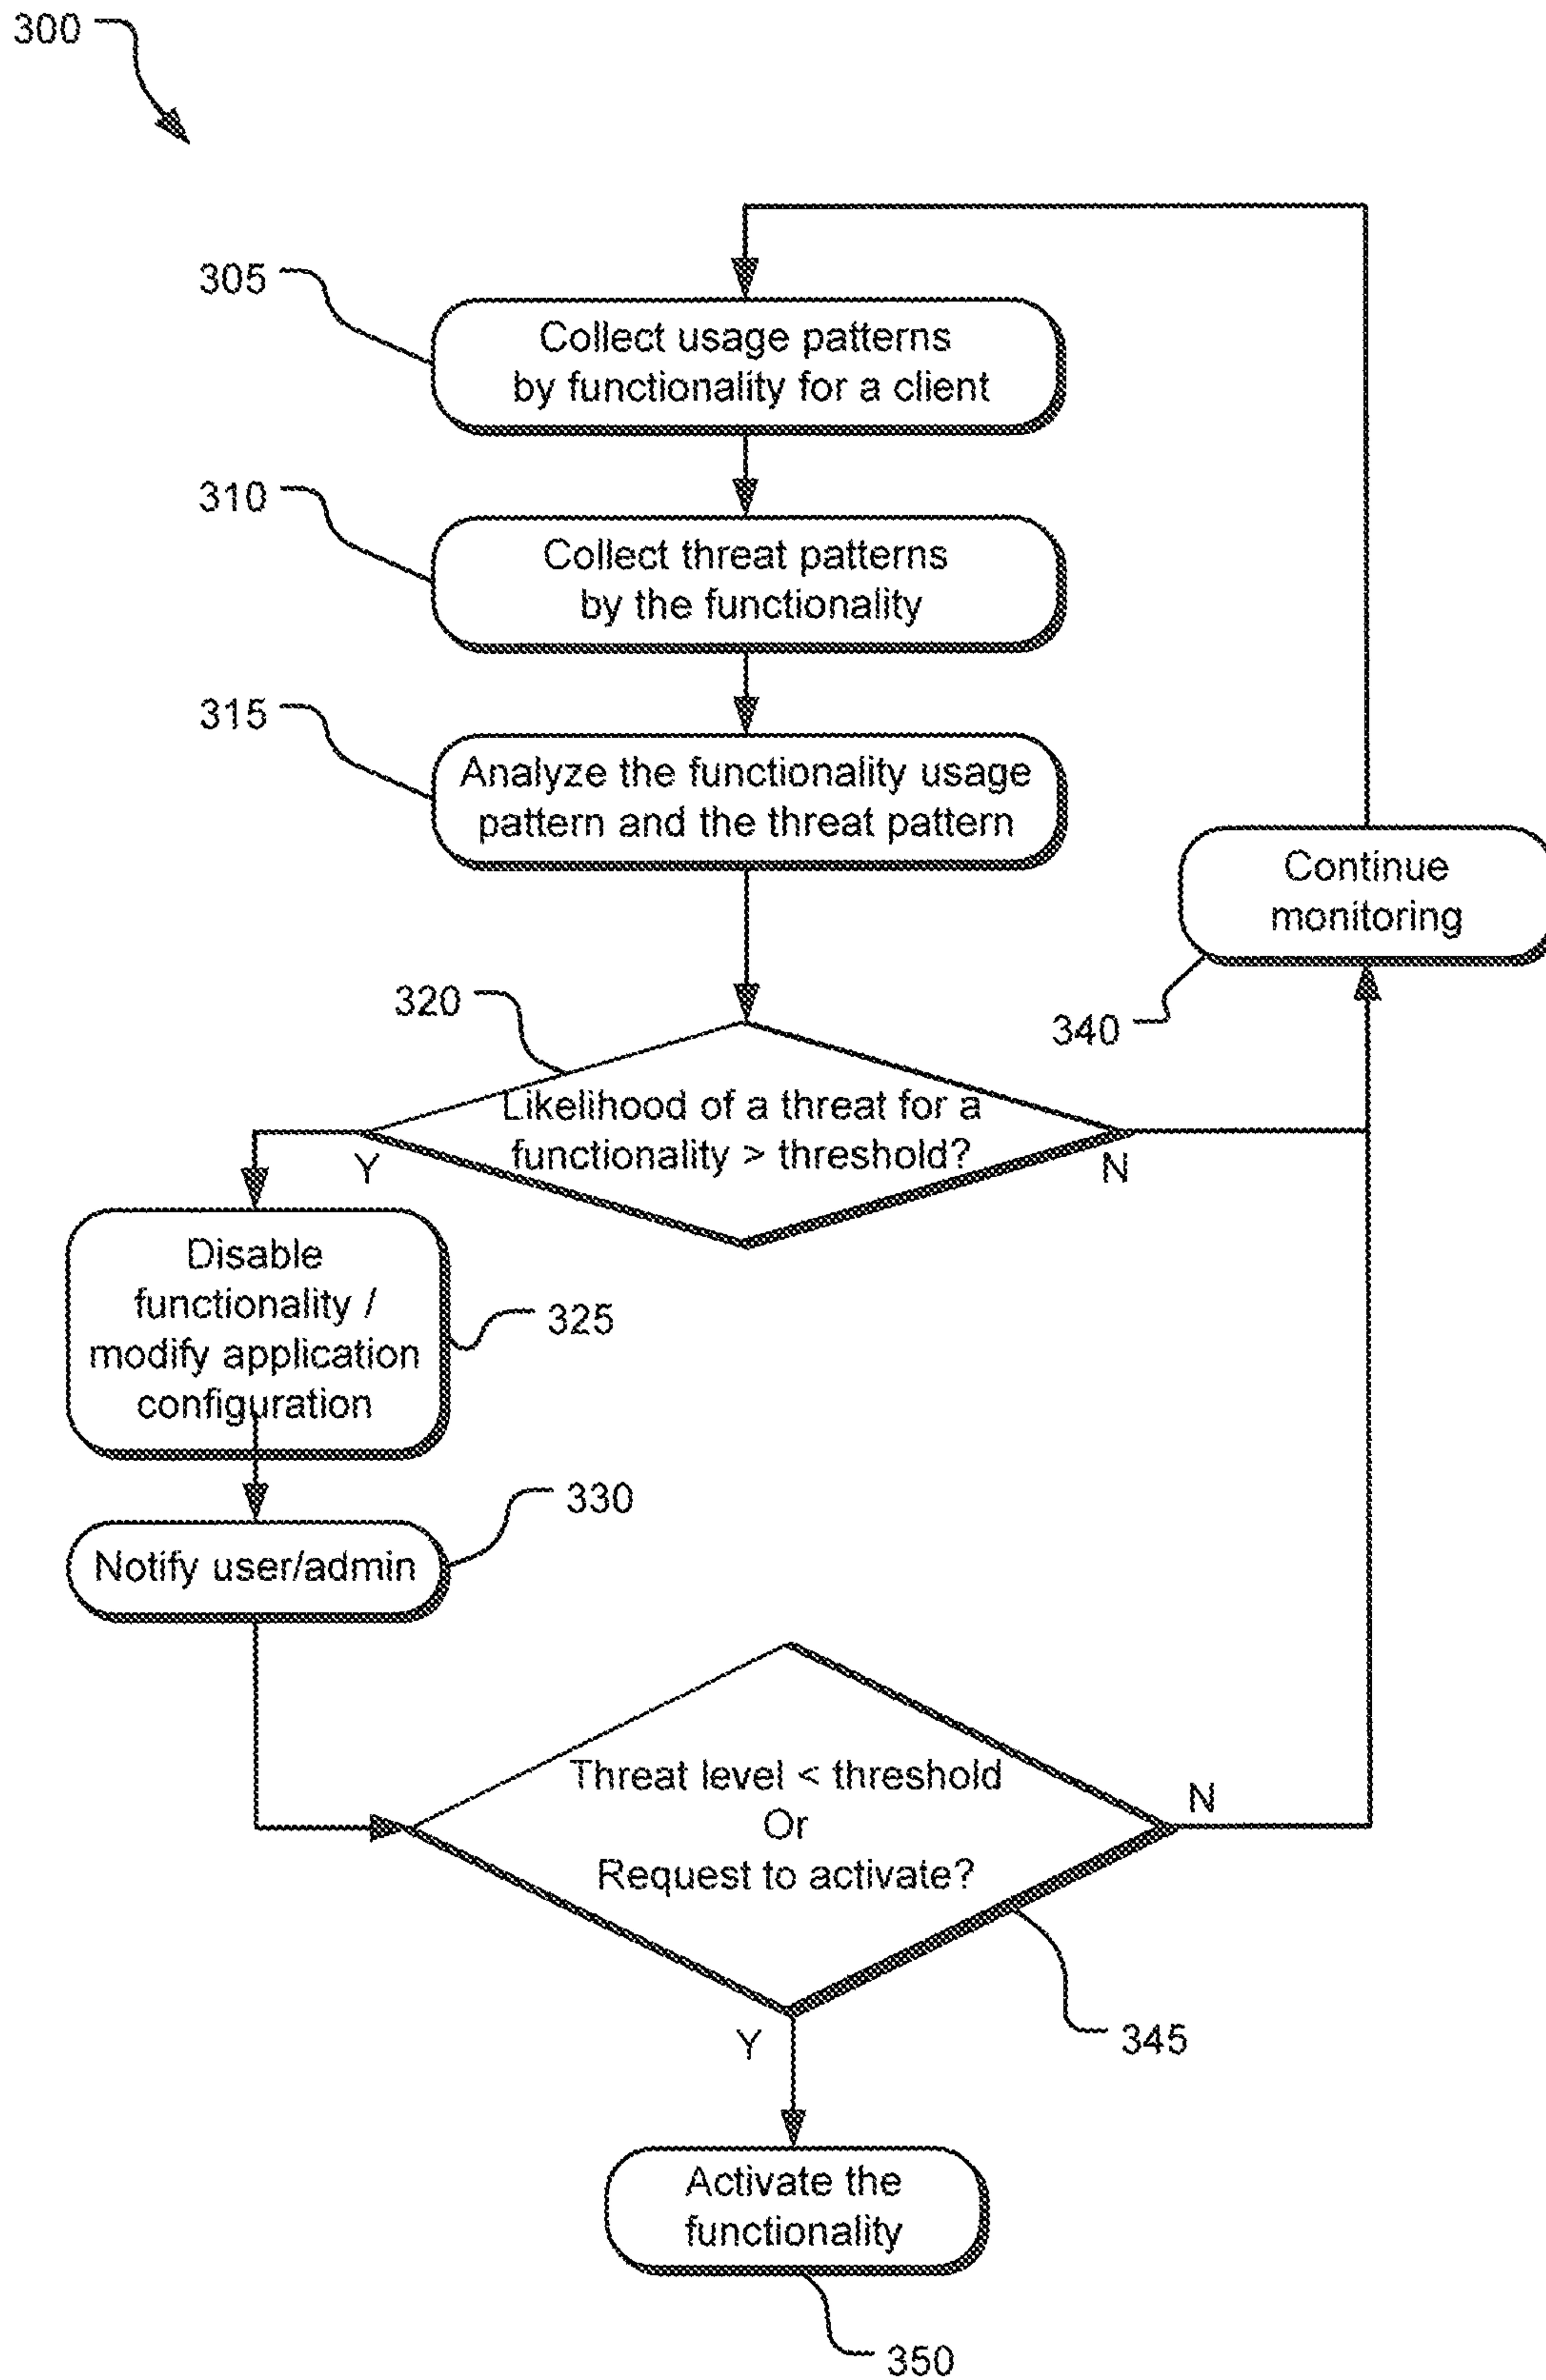 300
305
Collect usage patterns
by functionality for a client
310
Collect threat patterns
by the functionality
315
Analyze the functionality usage
pattern and the threat pattern
Continue
monitoring
340
320
Likelihood of a threat for a
functionality > threshold?
Y
N
Disable
functionality /
modify application
configuration
325
330
Notify user/admin
Threat level < threshold
Or
Request to activate?
N
Y
345
Activate the
functionality
350